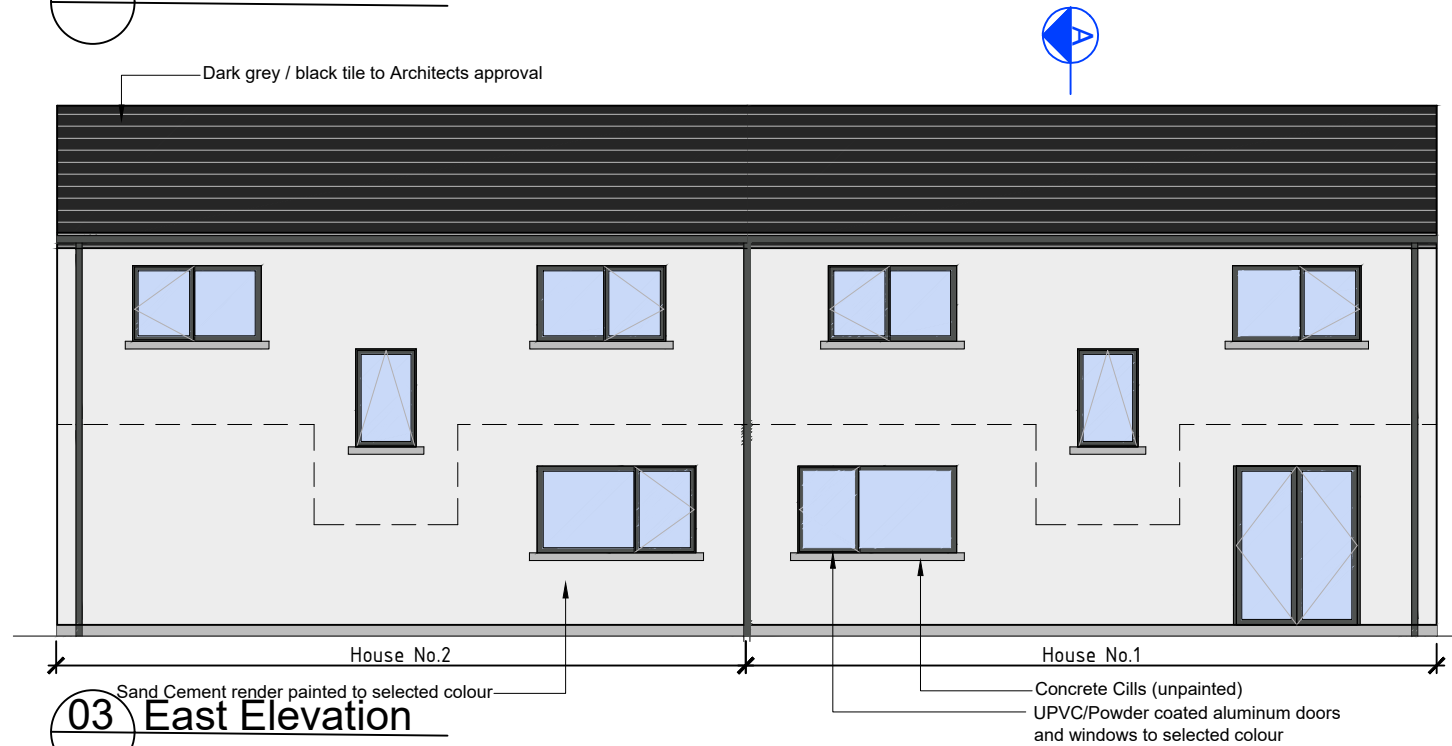 A
Dark grey / black tile to Architects approval
House No.2
House No.1
Sand Cement render painted to selected colour
Concrete Cills (unpainted)
UPVC/Powder coated aluminum doors
and windows to selected colour
03 East Elevation